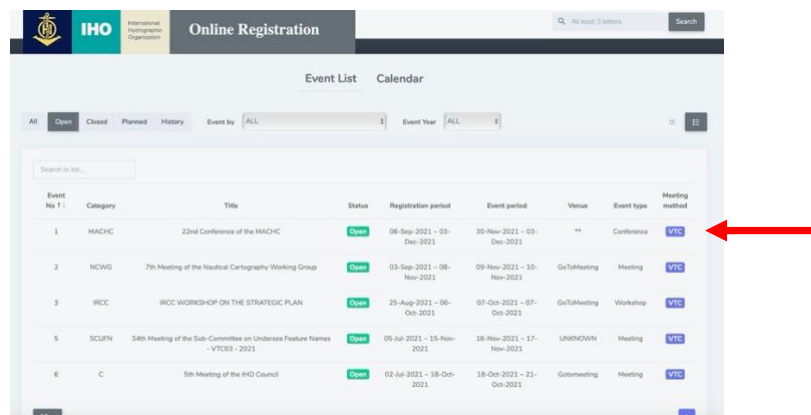 IHO
International
Hydrographic
Organization
Online Registration
At least 3 letters
Search
Event List Calendar
All Open Closed Planned History Event by ALL Event Year ALL
Search in list...
Event No Category Title Status Registration period Event period Venue Event type Meeting method
1 MACHC 22nd Conference of the MACHC Open 06-Sep-2021 ~ 03-Dec-2021 30-Nov-2021 ~ 03-Dec-2021 ** Conference VTC
2 NCWG 7th Meeting of the Nautical Cartography Working Group Open 03-Sep-2021 ~ 08-Nov-2021 09-Nov-2021 ~ 10-Nov-2021 GoToMeeting Meeting VTC
3 IRCC IRCC WORKSHOP ON THE STRATEGIC PLAN Open 25-Aug-2021 ~ 06-Oct-2021 07-Oct-2021 ~ 07-Oct-2021 GoToMeeting Workshop VTC
5 SCUFN 34th Meeting of the Sub-Committee on Undersea Feature Names - VTC03 - 2021 Open 05-Jul-2021 ~ 15-Nov-2021 16-Nov-2021 ~ 17-Nov-2021 UNKNOWN Meeting VTC
6 C 5th Meeting of the IHO Council Open 02-Jul-2021 ~ 18-Oct-2021 18-Oct-2021 ~ 21-Oct-2021 Gotomeeting Meeting VTC